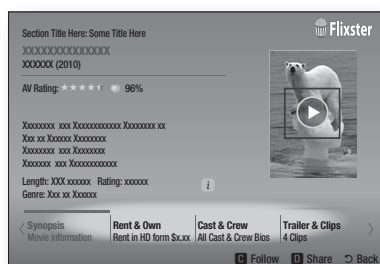 Section Title Here: Some Title Here
Flixster
XXXXXXXXXXXXXX
XXXXXX (2010)
AV Rating: 96%
Xxxxxxxx xxx Xxxxxxxxxxxx Xxxxxxxx xx
Xxx xx Xxxxxx Xxxxxxxx
Xxxxxxxx xxx Xxxxxxxx
Xxxxxxx xxx Xxxxxxxxxxxx
Length: XXX xxxxxx Rating: xxxxxx
Genre: Xxx xx Xxxxxx
i
Synopsis
Movie information
Rent & Own
Rent in HD form $x.xx
Cast & Crew
All Cast & Crew Bios
Trailer & Clips
4 Clips
C Follow D Share Back